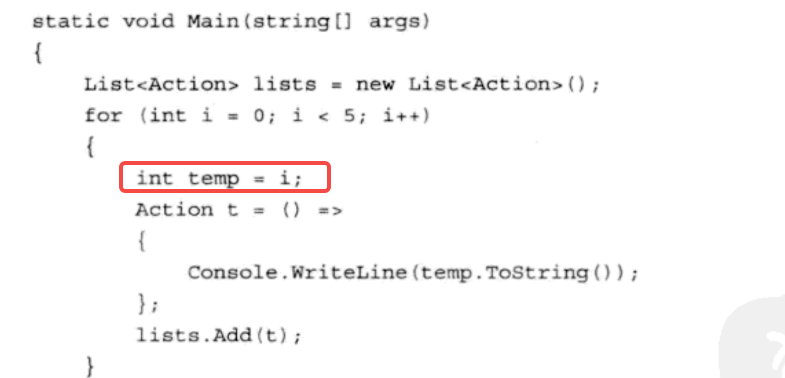 static void Main(string[] args)
{
List<Action> lists = new List<Action>();
for (int i = 0; i < 5; i++)
{
int temp = i;
Action t = () =>
{
Console.WriteLine(temp.ToString());
};
lists.Add(t);
}